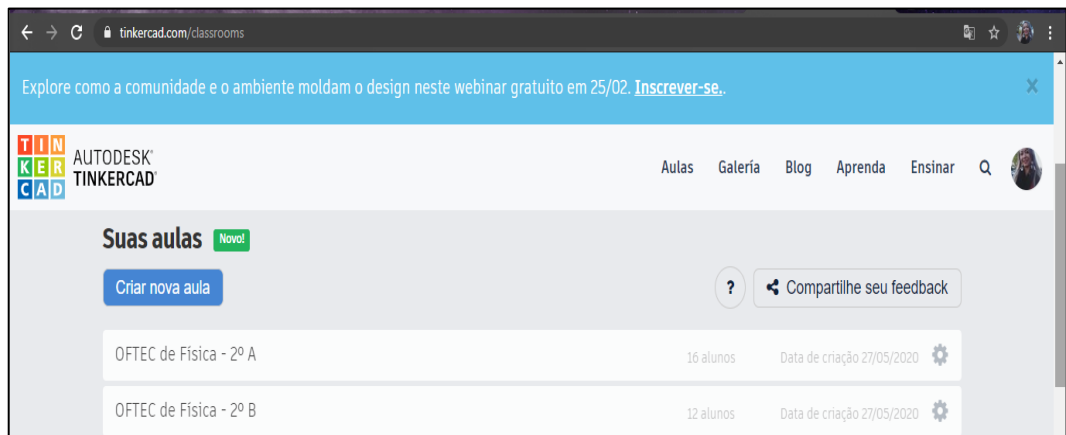 tinkercad.com/classrooms
Explore como a comunidade e o ambiente moldam o design neste webinar gratuito em 25/02. Inscrever-se..
TIN
KER
CAD
AUTODESK®
TINKERCAD®
Aulas Galería Blog Aprenda Ensinar
Suas aulas Novo!
Criar nova aula ? Compartilhe seu feedback
OFTEC de Física - 2º A 16 alunos Data de criação 27/05/2020
OFTEC de Física - 2º B 12 alunos Data de criação 27/05/2020